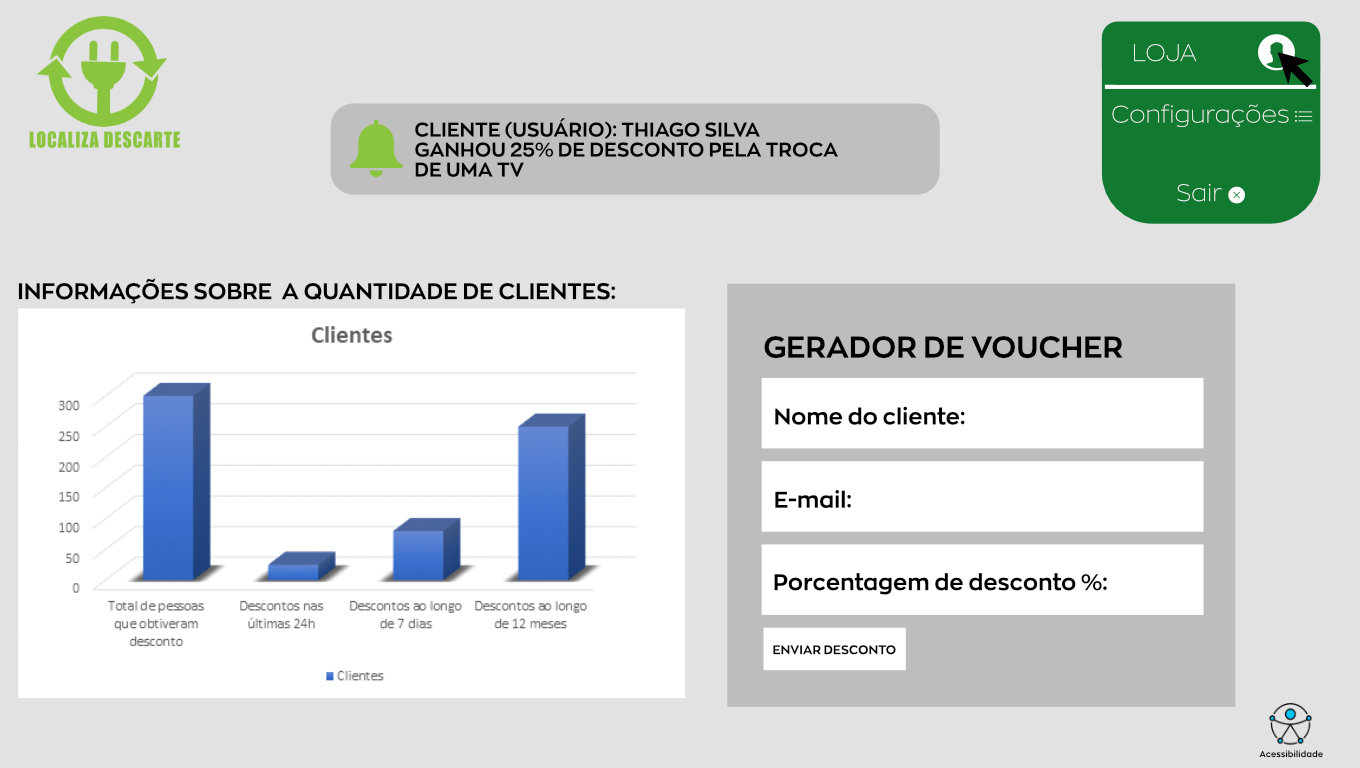 LOCALIZA DESCARTE
CLIENTE (USUÁRIO): THIAGO SILVA
GANHOU 25% DE DESCONTO PELA TROCA
DE UMA TV
LOJA
Configurações
Sair
INFORMAÇÕES SOBRE A QUANTIDADE DE CLIENTES:
Clientes
300
250
200
150
100
50
0
Total de pessoas
que obtiveram
desconto
Descontos nas
últimas 24h
Descontos ao longo
de 7 dias
Descontos ao longo
de 12 meses
Clientes
GERADOR DE VOUCHER
Nome do cliente:
E-mail:
Porcentagem de desconto %:
ENVIAR DESCONTO
Acessibilidade